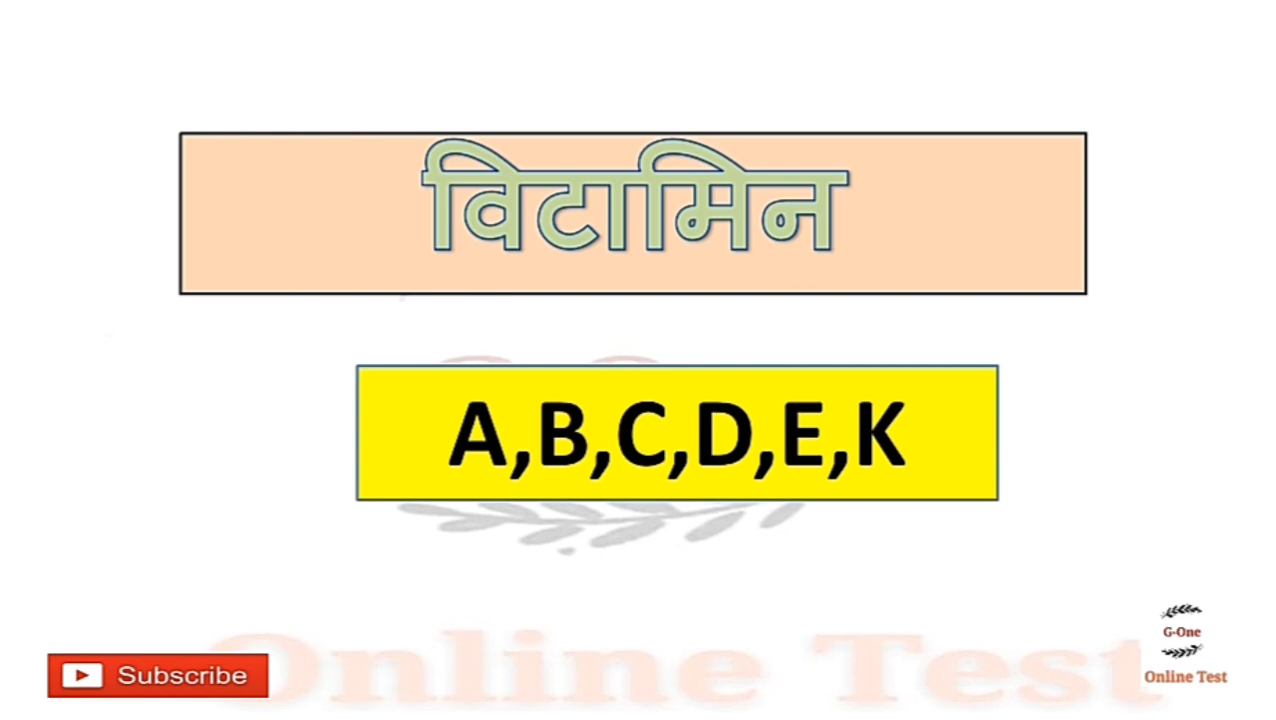 विटामिन
A,B,C,D,E,K
Subscribe
G-One
Online Test
Online Test